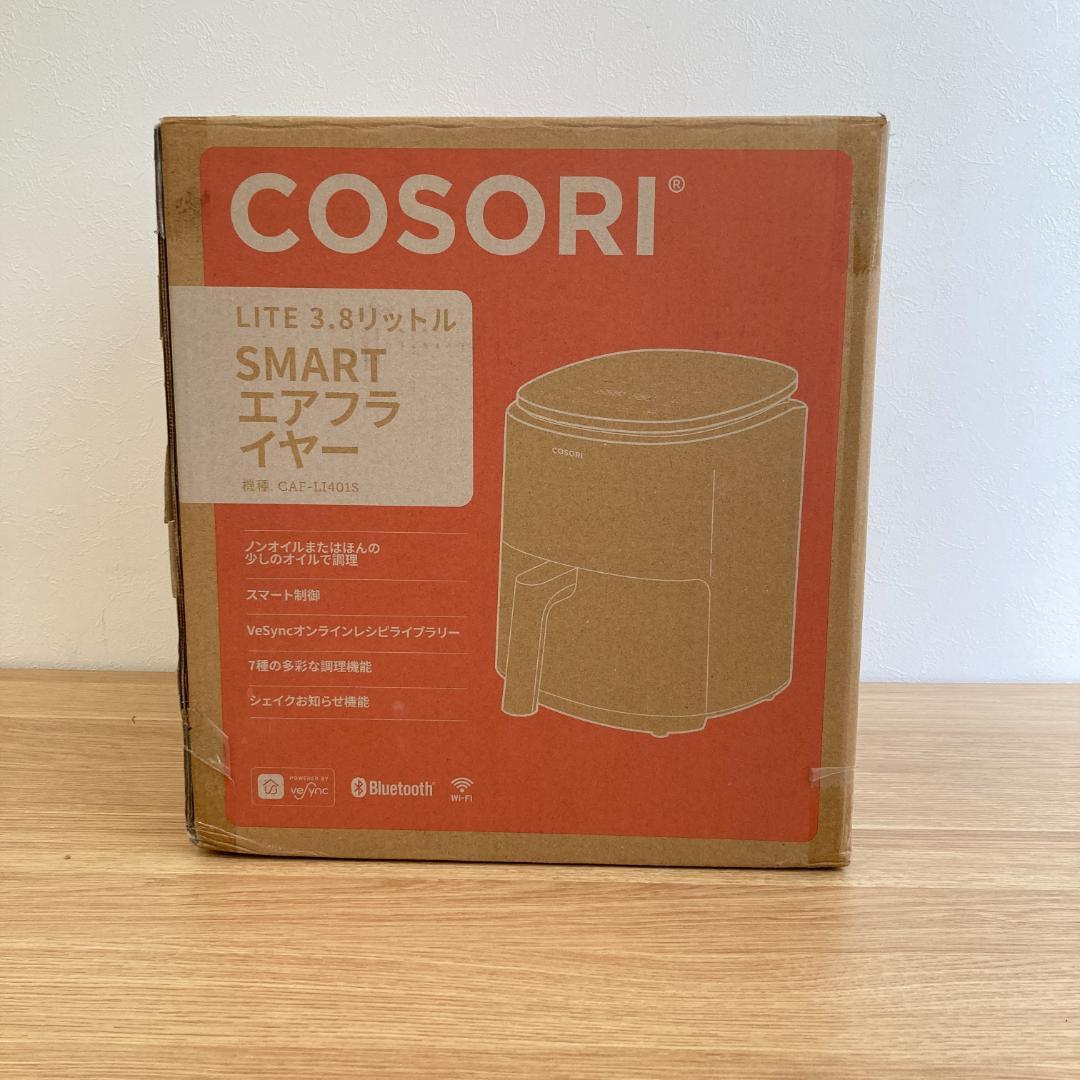 COSORI®
LITE 3.8リットル
SMART
エアフラ
イヤー
機種: CAF-LI401S
ノンオイルまたはほんの
少しのオイルで調理
スマート制御
VeSyncオンラインレシピライブラリー
7種の多彩な調理機能
シェイクお知らせ機能
POWERED BY
vesync
Bluetooth®
Wi-Fi
COSORI